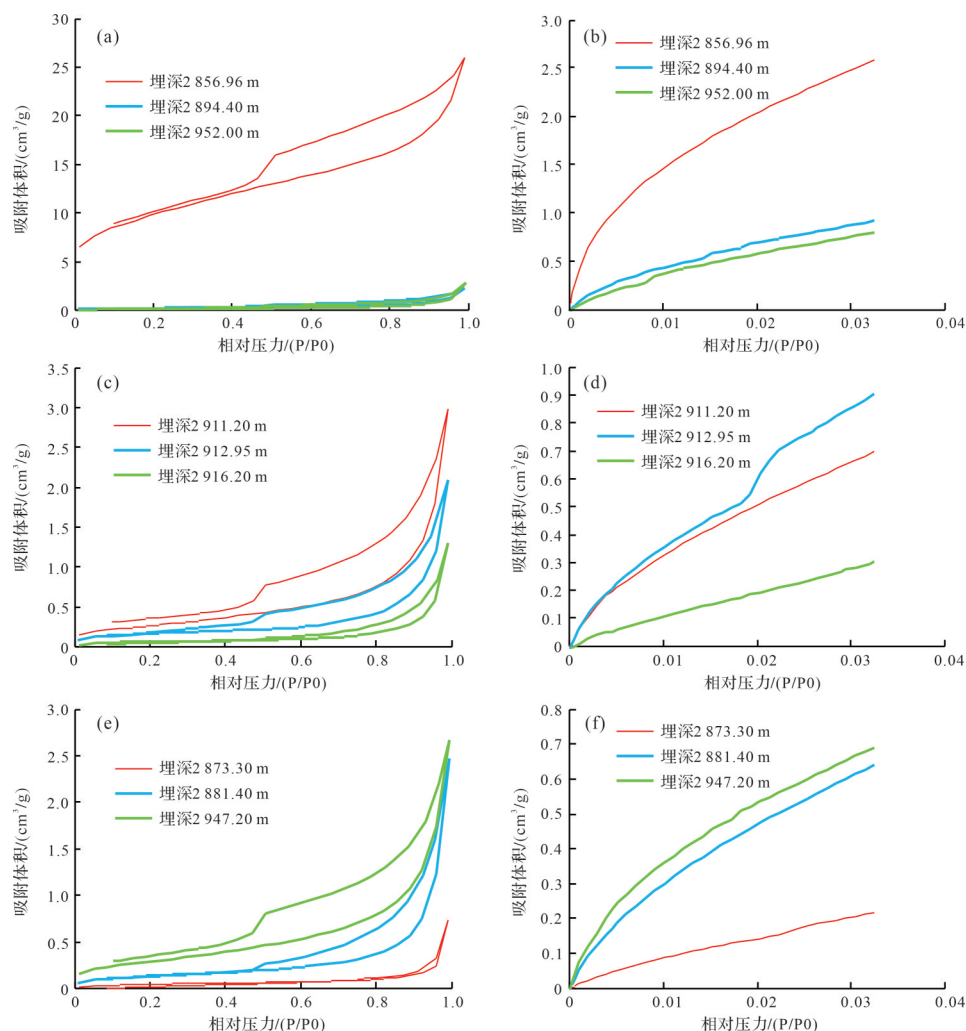 (a)
30
25
20
15
10
5
0
吸附体积/(cm³/g)
埋深2 856.96 m
埋深2 894.40 m
埋深2 952.00 m
0.2
0.4
0.6
0.8
1.0
相对压力/(P/P0)
(b)
3.0
2.5
2.0
1.5
1.0
0.5
0
吸附体积/(cm³/g)
埋深2 856.96 m
埋深2 894.40 m
埋深2 952.00 m
0
0.01
0.02
0.03
0.04
相对压力/(P/P0)
(c)
3.5
3.0
2.5
2.0
1.5
1.0
0.5
0
吸附体积/(cm³/g)
埋深2 911.20 m
埋深2 912.95 m
埋深2 916.20 m
0.2
0.4
0.6
0.8
1.0
相对压力/(P/P0)
(d)
1.0
0.9
0.8
0.7
0.6
0.5
0.4
0.3
0.2
0.1
0
吸附体积/(cm³/g)
埋深2 911.20 m
埋深2 912.95 m
埋深2 916.20 m
0
0.01
0.02
0.03
0.04
相对压力/(P/P0)
(e)
3.0
2.5
2.0
1.5
1.0
0.5
0
吸附体积/(cm³/g)
埋深2 873.30 m
埋深2 881.40 m
埋深2 947.20 m
0
0.2
0.4
0.6
0.8
1.0
相对压力/(P/P0)
(f)
0.8
0.7
0.6
0.5
0.4
0.3
0.2
0.1
0
吸附体积/(cm³/g)
埋深2 873.30 m
埋深2 881.40 m
埋深2 947.20 m
0
0.01
0.02
0.03
0.04
相对压力/(P/P0)